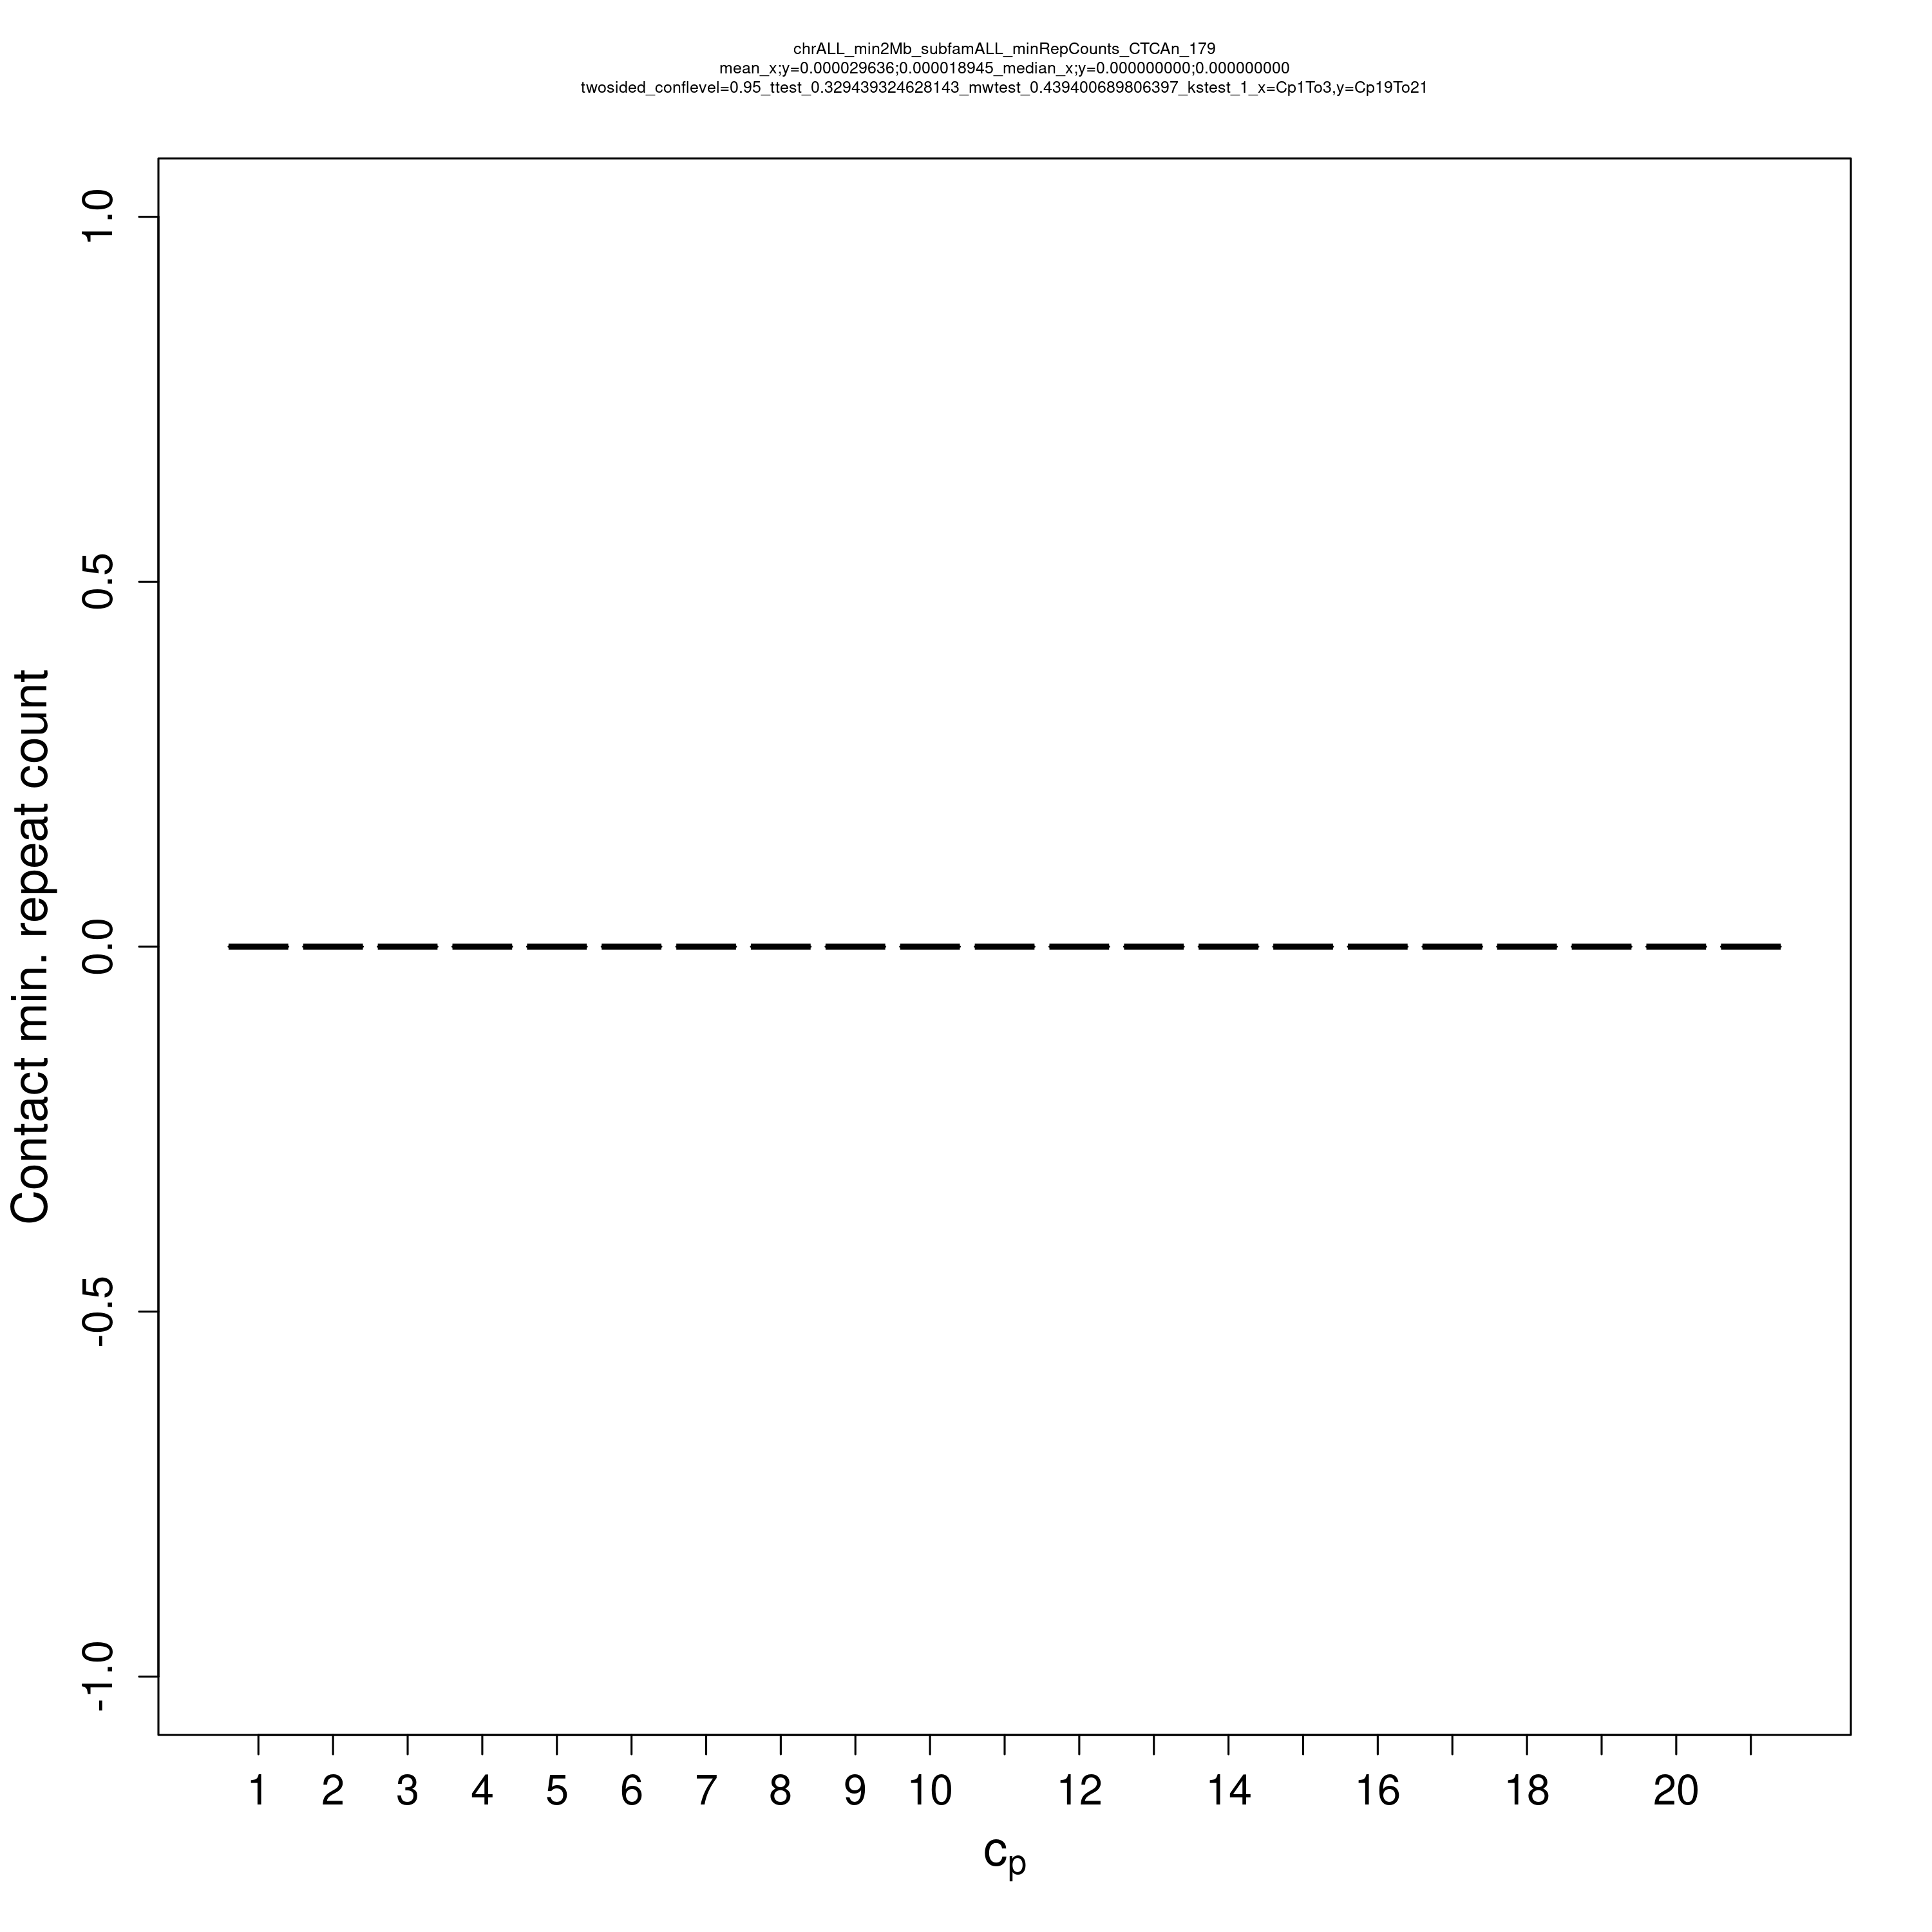 chrALL_min2Mb_subfamALL_minRepCounts_CTCAn_179
mean_x;y=0.000029636;0.000018945_median_x;y=0.000000000;0.000000000
twosided_conflevel=0.95_ttest_0.329439324628143_mwtest_0.439400689806397_kstest_1_x=Cp1To3,y=Cp19To21
Contact min. repeat count
1.0
0.5
0.0
-0.5
-1.0
1 2 3 4 5 6 7 8 9 10 12 14 16 18 20
cp